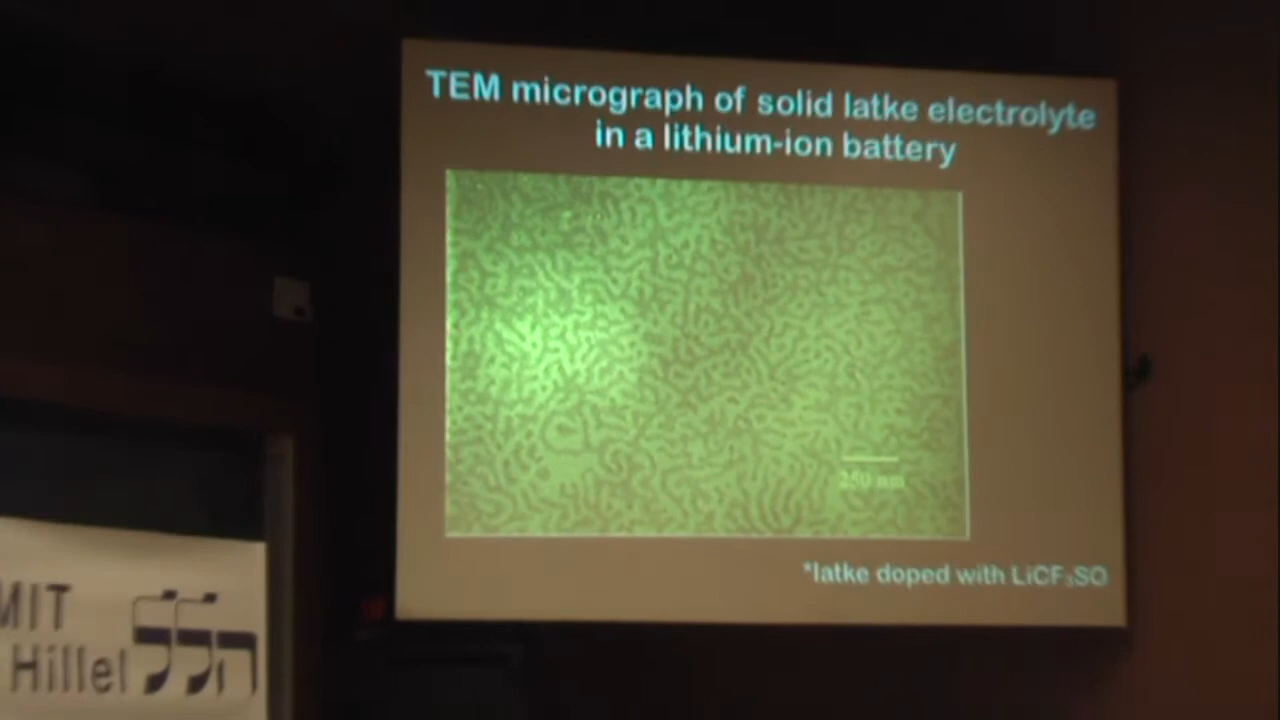 TEM micrograph of solid latke electrolyte
in a lithium-ion battery
250 nm
*latke doped with LiCF₃SO
MIT
Hillel הלל